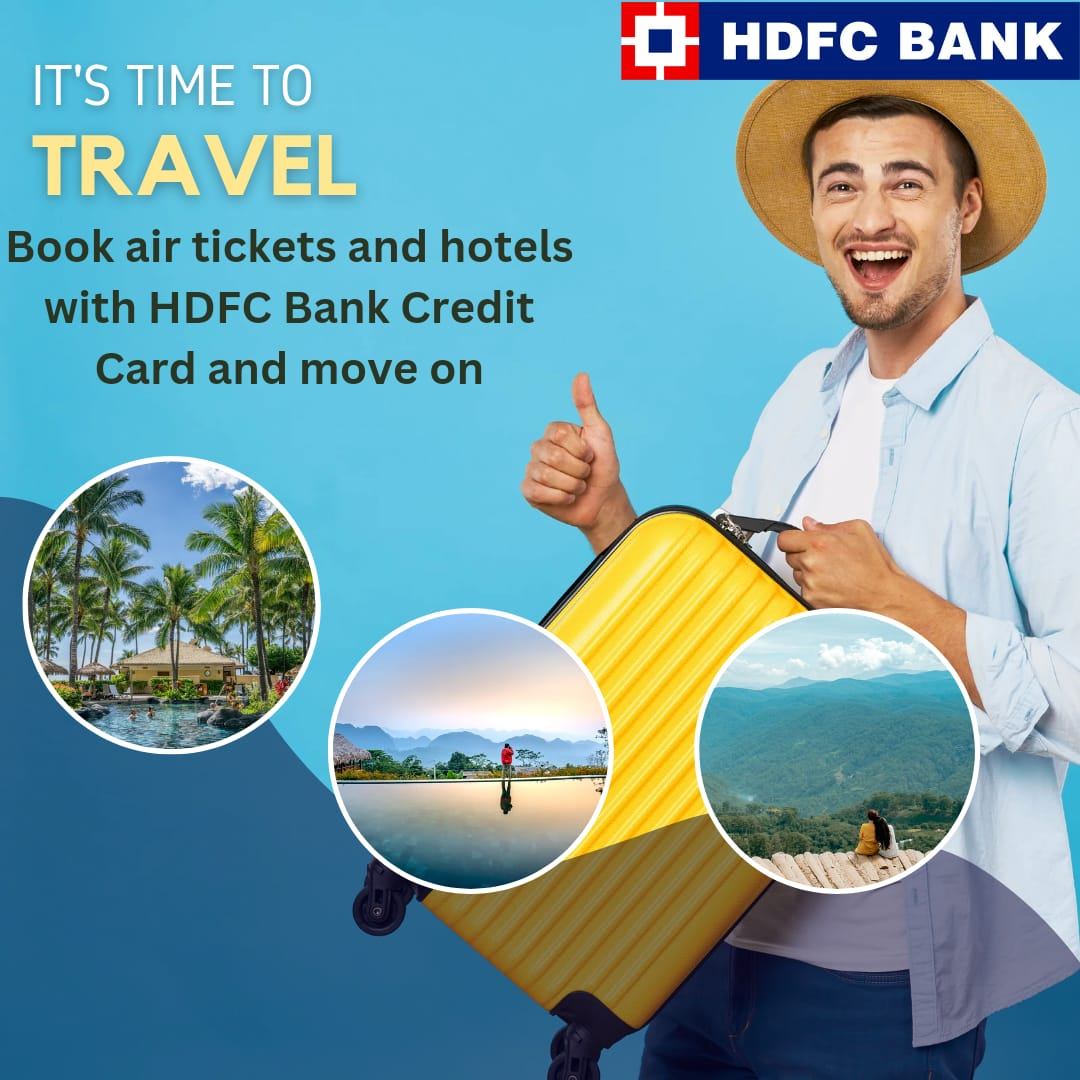 HDFC BANK
IT'S TIME TO
TRAVEL
Book air tickets and hotels
with HDFC Bank Credit
Card and move on